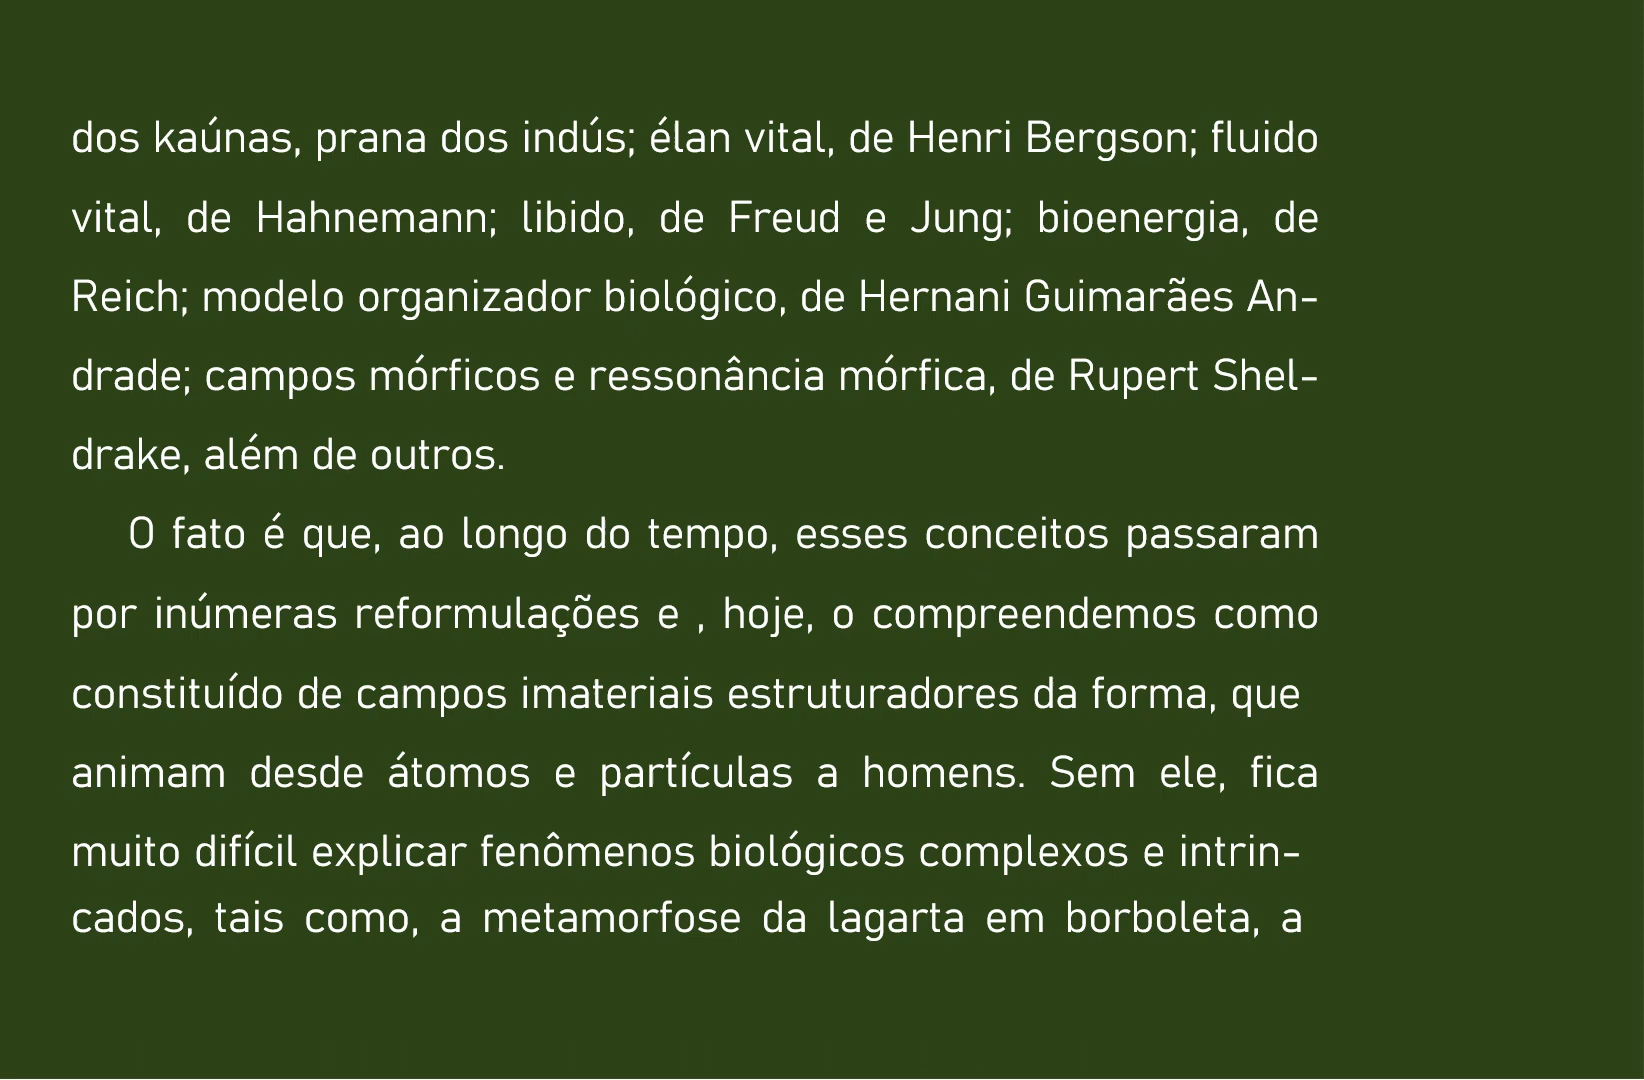 dos kaúnas, prana dos indús; élan vital, de Henri Bergson; fluido
vital, de Hahnemann; libido, de Freud e Jung; bioenergia, de
Reich; modelo organizador biológico, de Hernani Guimarães An-
drade; campos mórficos e ressonância mórfica, de Rupert Shel-
drake, além de outros.
O fato é que, ao longo do tempo, esses conceitos passaram
por inúmeras reformulações e , hoje, o compreendemos como
constituído de campos imateriais estruturadores da forma, que
animam desde átomos e partículas a homens. Sem ele, fica
muito difícil explicar fenômenos biológicos complexos e intrin-
cados, tais como, a metamorfose da lagarta em borboleta, a